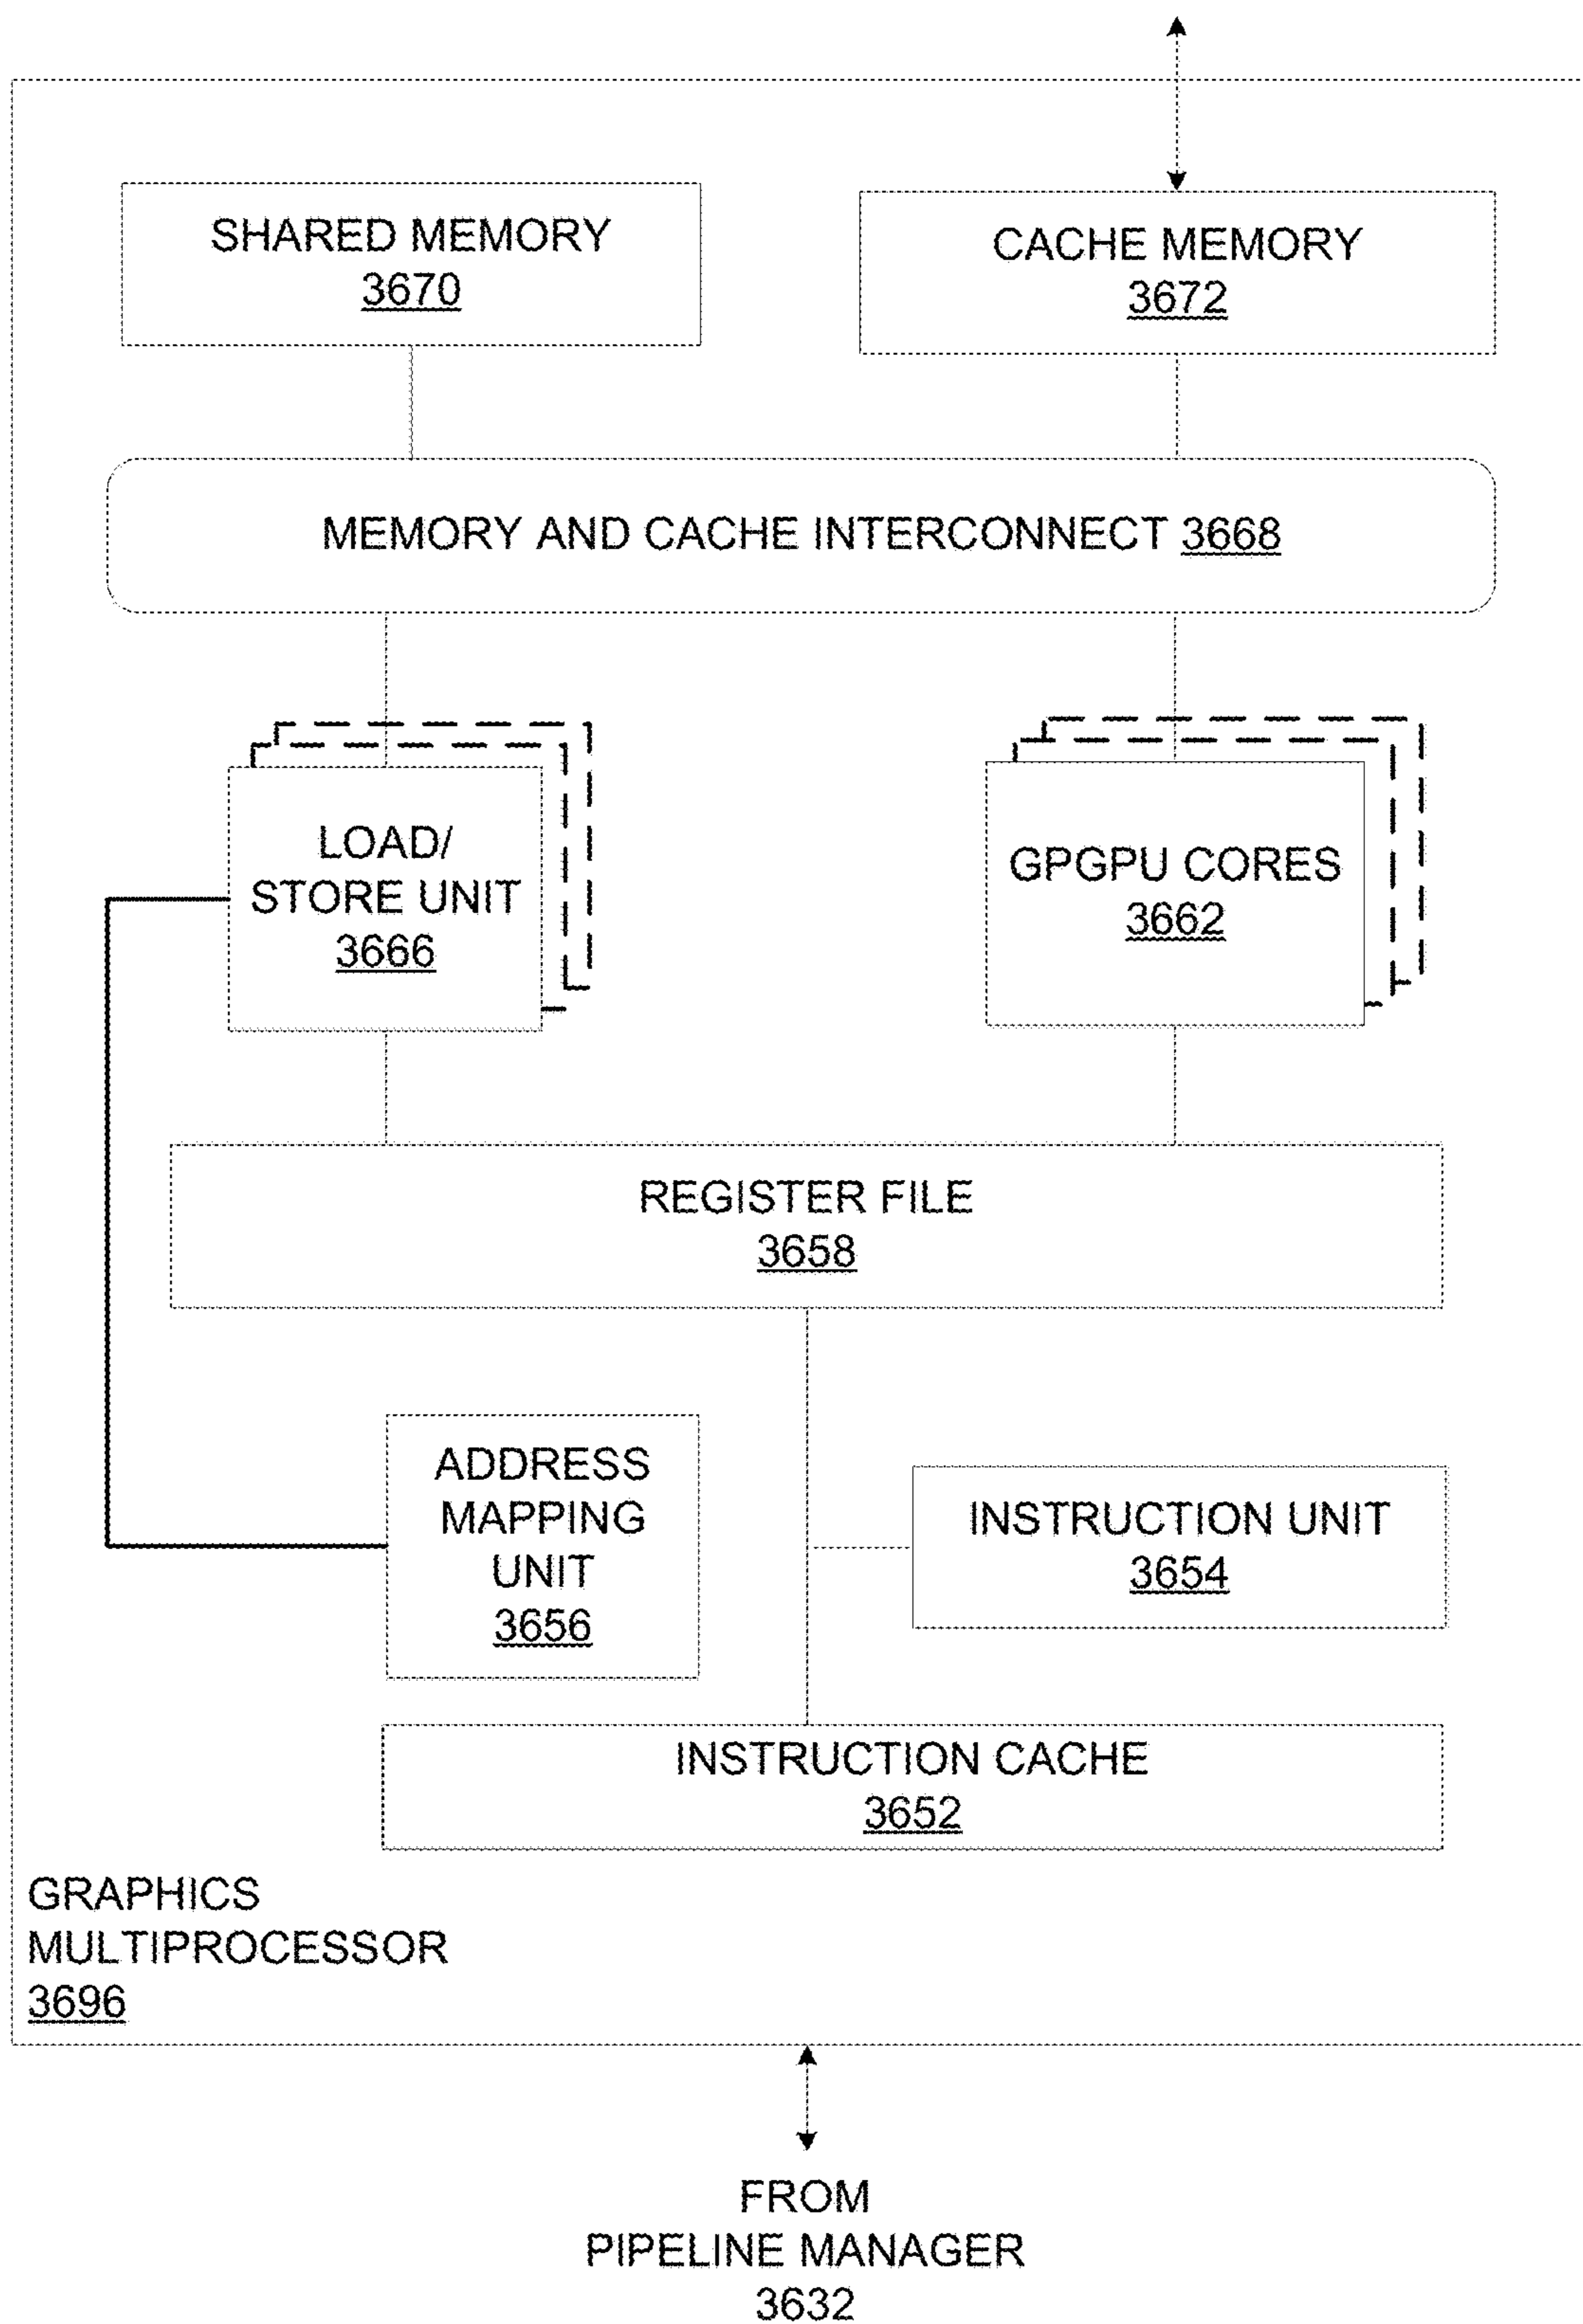 SHARED MEMORY
3670
CACHE MEMORY
3672
MEMORY AND CACHE INTERCONNECT 3668
LOAD/
STORE UNIT
3666
GPGPU CORES
3662
REGISTER FILE
3658
ADDRESS
MAPPING
UNIT
3656
INSTRUCTION UNIT
3654
INSTRUCTION CACHE
3652
GRAPHICS
MULTIPROCESSOR
3696
FROM
PIPELINE MANAGER
3632